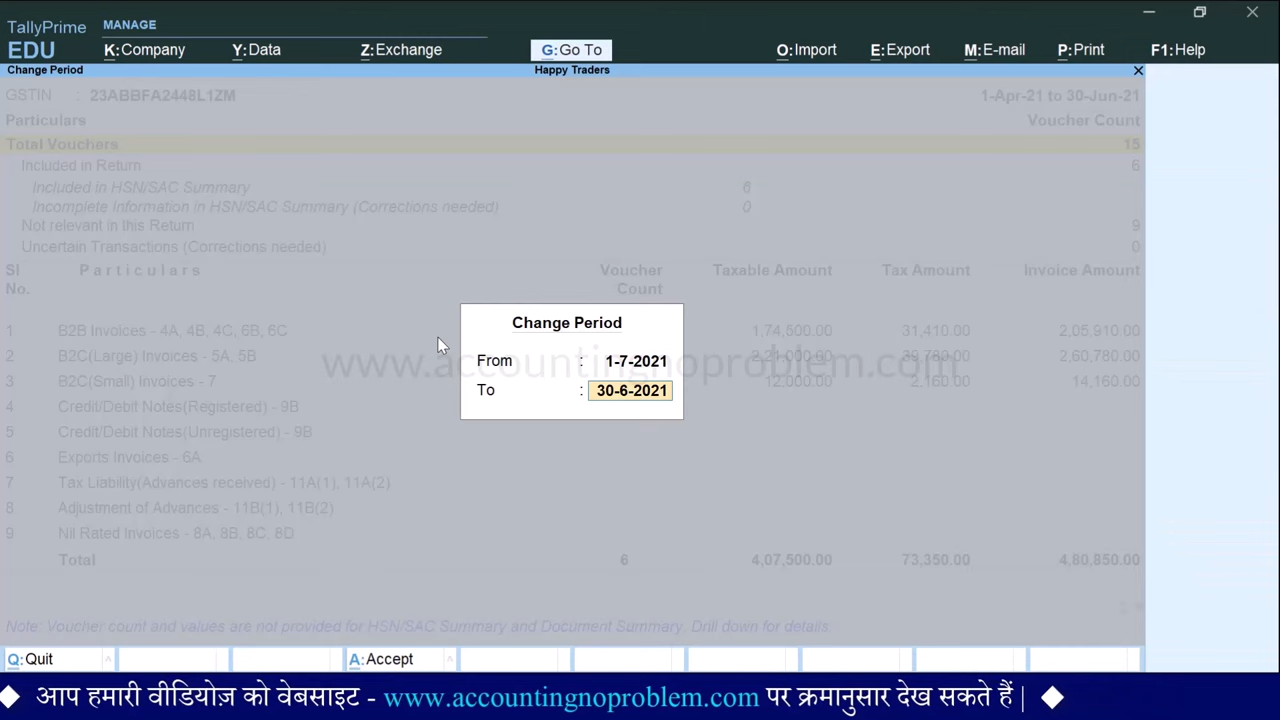 TallyPrime
EDU
MANAGE
K:Company
Y:Data
Z:Exchange
G:Go To
O:Import
E:Export
M:E-mail
P:Print
F1:Help
Change Period
Happy Traders
GSTIN : 23ABBFA2448L1ZM
1-Apr-21 to 30-Jun-21
Particulars Voucher Count
Total Vouchers 15
Included in Return 6
Included in HSN/SAC Summary 6
Incomplete Information in HSN/SAC Summary (Corrections needed) 0
Not relevant in this Return 9
Uncertain Transactions (Corrections needed) 0
Sl No. Particulars Voucher Count Taxable Amount Tax Amount Invoice Amount
Change Period
From : 1-7-2021
To : 30-6-2021
1 B2B Invoices - 4A, 4B, 4C, 6B, 6C 1,74,500.00 31,410.00 2,05,910.00
2 B2C(Large) Invoices - 5A, 5B 2,21,000.00 39,780.00 2,60,780.00
www.accountingnoproblem.com
3 B2C(Small) Invoices - 7 12,000.00 2,160.00 14,160.00
4 Credit/Debit Notes(Registered) - 9B
5 Credit/Debit Notes(Unregistered) - 9B
6 Exports Invoices - 6A
7 Tax Liability(Advances received) - 11A(1), 11A(2)
8 Adjustment of Advances - 11B(1), 11B(2)
9 Nil Rated Invoices - 8A, 8B, 8C, 8D
Total 6 4,07,500.00 73,350.00 4,80,850.00
Note: Voucher count and values are not provided for HSN/SAC Summary and Document Summary. Drill down for details.
Q:Quit
A:Accept
आप हमारी वीडियोज़ को वेबसाइट - www.accountingnoproblem.com पर क्रमानुसार देख सकते हैं |